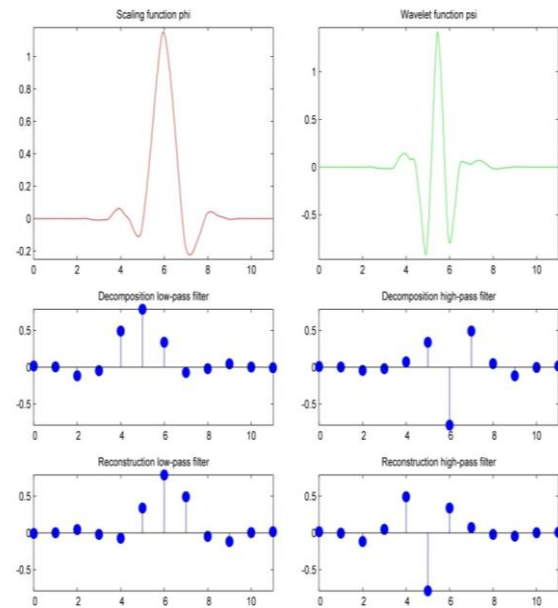 Scaling function phi
Wavelet function psi
1
0.8
0.6
0.4
0.2
0
-0.2
0 2 4 6 8 10
1
0.5
0
-0.5
0 2 4 6 8 10
Decomposition low-pass filter
Decomposition high-pass filter
0.5
0
-0.5
0 2 4 6 8 10
0.5
0
-0.5
0 2 4 6 8 10
Reconstruction low-pass filter
Reconstruction high-pass filter
0.5
0
-0.5
0 2 4 6 8 10
0.5
0
-0.5
0 2 4 6 8 10